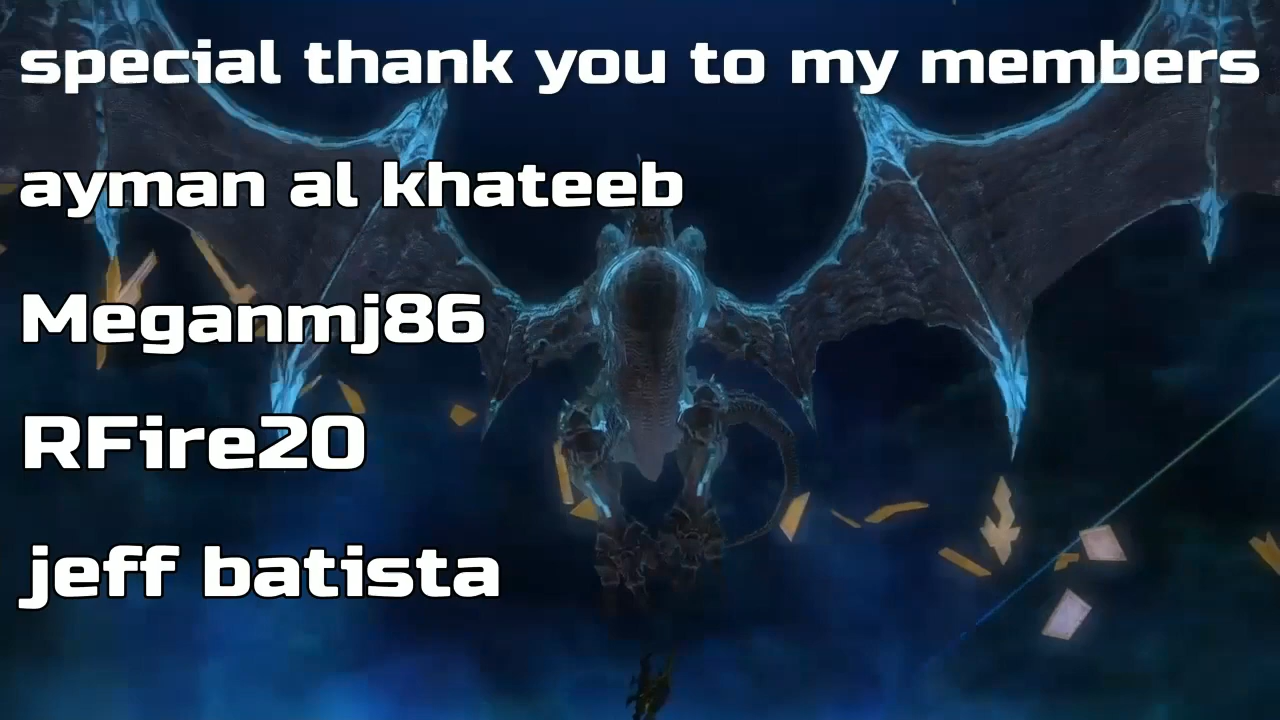 special thank you to my members
ayman al khateeb
Meganmj86
RFire20
jeff batista